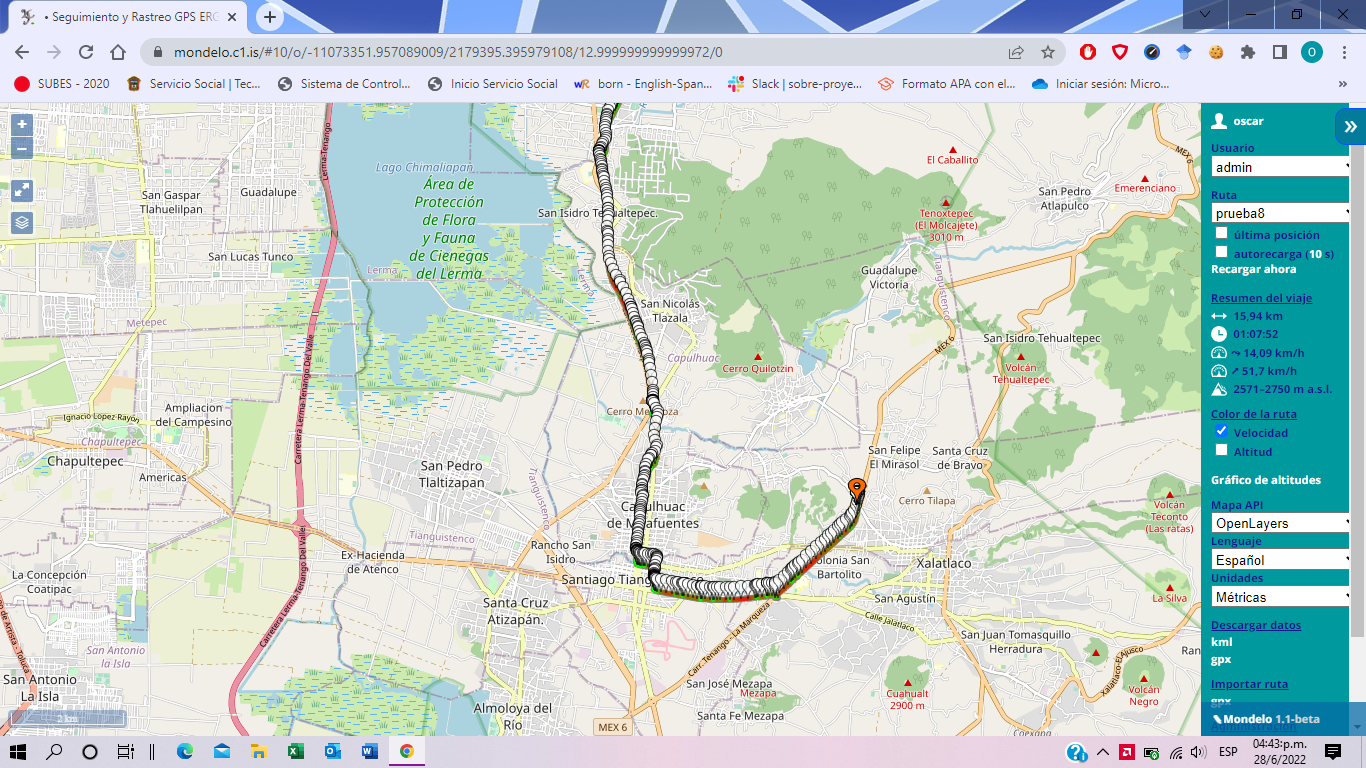 • Seguimiento y Rastreo GPS ERG
mondelo.c1.is/#10/o/-11073351.957089009/2179395.395979108/12.999999999999972/0
O
SUBES - 2020
Servicio Social | Tec...
Sistema de Control...
Inicio Servicio Social
born - English-Span...
Slack | sobre-proye...
Formato APA con el...
Iniciar sesión: Micro...
»
+
−
Lago Chimaliapan
Área de
Protección
de Flora
y Fauna
de Cienegas
del Lerma
San Gaspar
Tlahuelilpan
Guadalupe
San Isidro Tehualtepec.
San Lucas Tunco
Lerma
Lerma
Metepec
Lerma-Tenango
Carretera Lerma-Tenango Del Valle
El Caballito
Emerenciano
San Pedro
Atlapulco
MEX 6
Tenoxtepec
(El Molcajete)
3010 m
Guadalupe
Victoria
Tianguistenco
San Nicolás
Tlazala
Capulhuac
Cerro Quilotzin
MEX 6
San Isidro Tehualtepec
Volcán
Tehualtepec
Ignacio López Rayon
Ampliacion
del Campesino
Chapultepec
Chapultepec
Americas
San Pedro
Tlaltizapan
Cerro Mendoza
San Felipe
El Mirasol
Santa Cruz
de Bravo
Cerro Tilapa
Volcán
Teconto
(Las ratas)
Tianguistenco
Tianguistenco
Capulhuac
de Mirafuentes
Rancho San
Isidro
Ex-Hacienda
de Atenco
Santiago Tiang
Colonia San
Bartolito
Xalatlaco
La Concepción
Coatipac
Carretera Lerma-Tenango Del Valle
Santa Cruz
Atizapán.
Carr. Tenango - La Marquesa
San Agustín
Calle Jalatlaco
La Silva
San Juan Tomasquillo
Herradura
Xalatlaco-El Ajusco
San Antonio
la Isla
San Antonio
La Isla
San José Mezapa
Mezapa
Cuahualt
2900 m
Volcán
Negro
Almoloya del
Río
MEX 6
Santa Fe Mezapa
2 km
oscar
»
Usuario
admin
Ruta
prueba8
última posición
autorecarga (10 s)
Recargar ahora
Resumen del viaje
15,94 km
01:07:52
14,09 km/h
51,7 km/h
2571–2750 m a.s.l.
Color de la ruta
Velocidad
Altitud
Gráfico de altitudes
Mapa API
OpenLayers
Lenguaje
Español
Unidades
Métricas
Descargar datos
kml
gpx
Importar ruta
gpx
Mondelo 1.1-beta
Administración
ESP
04:43 p.m.
28/6/2022